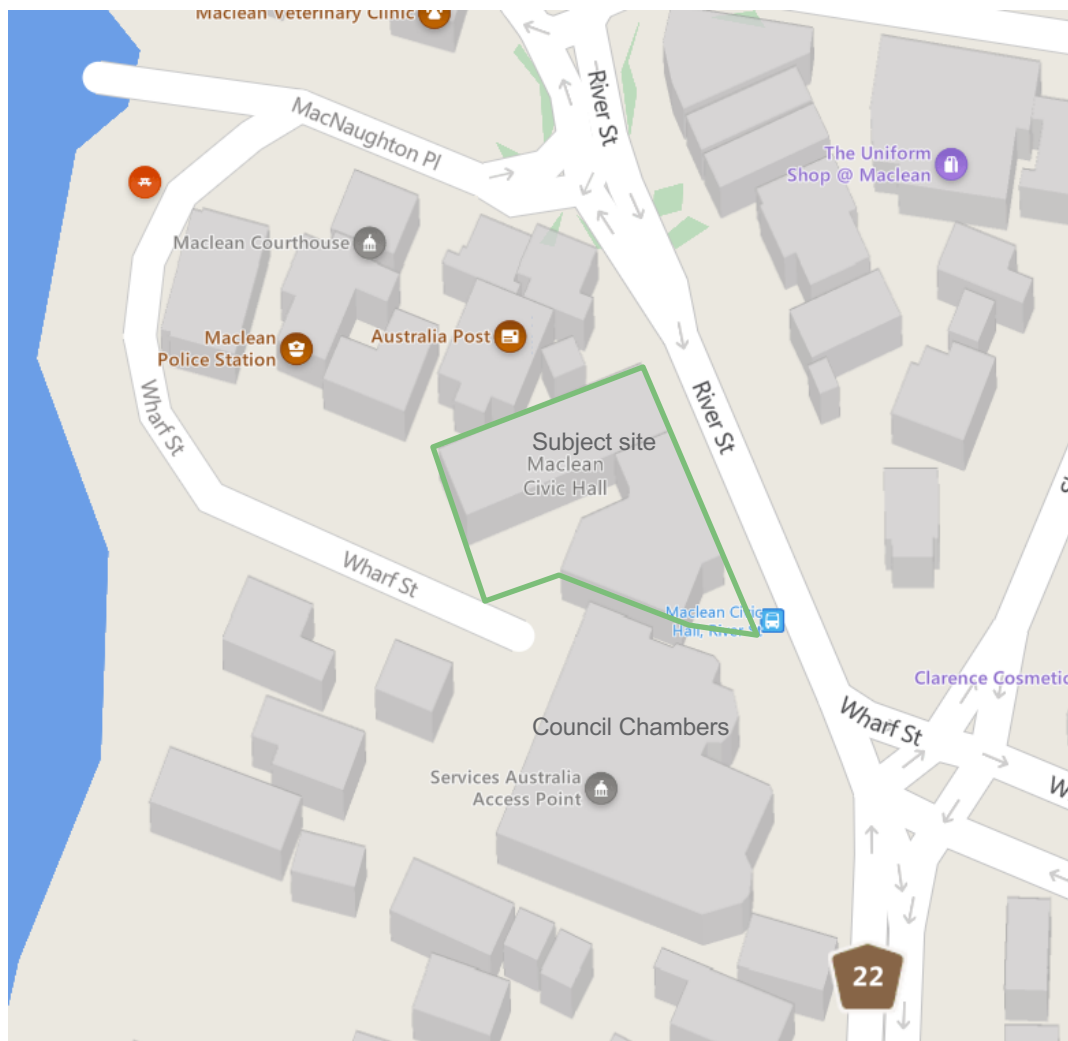 Maclean Veterinary Clinic
River St
MacNaughton Pl
The Uniform
Shop @ Maclean
Maclean Courthouse
Australia Post
Maclean
Police Station
River St
Wharf St
Subject site
Maclean
Civic Hall
Wharf St
Maclean Civic
Hall, River St
Clarence Cosmetic
Wharf St
Council Chambers
Services Australia
Access Point
W
22